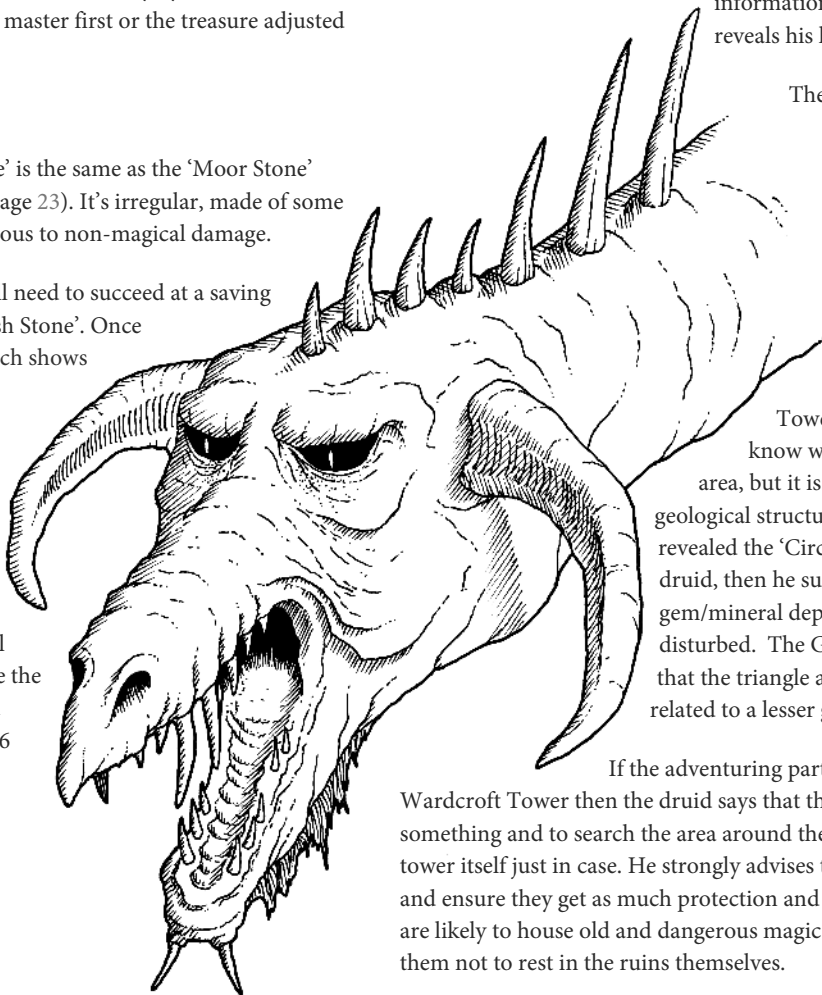 master first or the treasure adjusted
is the same as the ‘Moor Stone’
age 23). It’s irregular, made of some
ous to non-magical damage.
need to succeed at a saving
sh Stone’. Once
ch shows
the
6
information
reveals his
The
Towe
know w
area, but it is
geological structu
revealed the ‘Circ
druid, then he su
gem/mineral dep
disturbed.  The G
that the triangle a
related to a lesser
If the adventuring part
Wardcroft Tower then the druid says that th
something and to search the area around the
tower itself just in case. He strongly advises t
and ensure they get as much protection and
are likely to house old and dangerous magic
them not to rest in the ruins themselves.